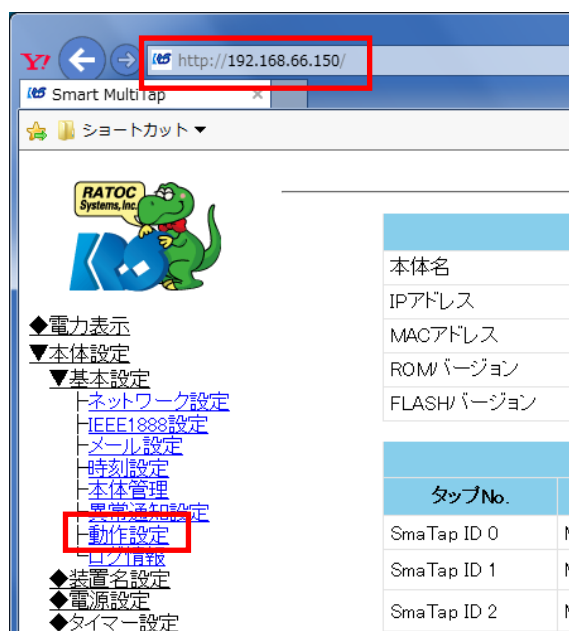 Y!
http://192.168.66.150/
Smart MultiTap ×
ショートカット ▼
RATOC
Systems, Inc.
◆電力表示
▼本体設定
▼基本設定
├ネットワーク設定
├IEEE1888設定
├メール設定
├時刻設定
├本体管理
├異常通知設定
├動作設定
└ログ情報
◆装置名設定
◆電源設定
◆タイマー設定
本体名
IPアドレス
MACアドレス
ROMバージョン
FLASHバージョン
タップNo.
SmaTap ID 0
SmaTap ID 1
SmaTap ID 2